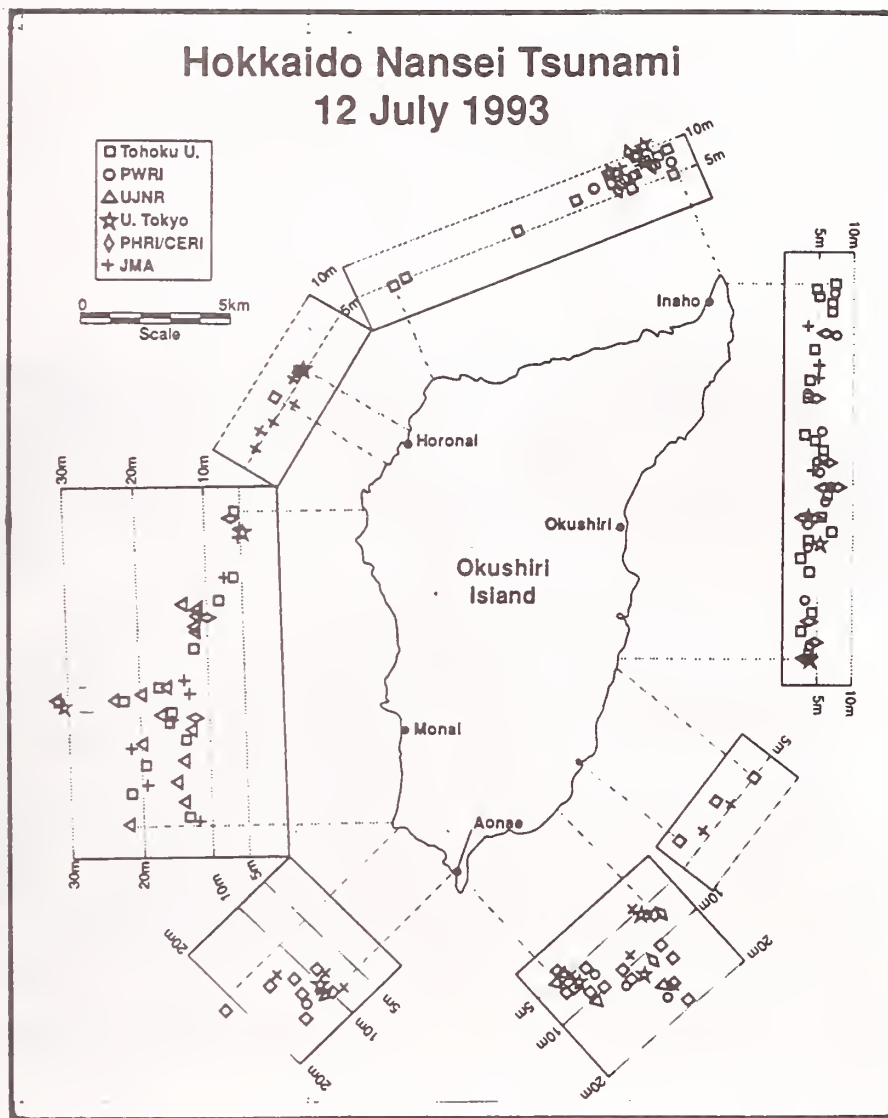 Hokkaido Nansei Tsunami
12 July 1993
Tohoku U.
PWRI
UJNR
U. Tokyo
PHRI/CERI
JMA
0 5km
Scale
10m
5m
10m
5m
5m
10m
Inaho
Horonai
30m
20m
10m
Okushiri
Okushiri
Island
Monai
Aonae
5m
10m
5m
10m
30m
20m
5m
10m
20m
5m
10m
20m
10m
20m
5m
10m
20m